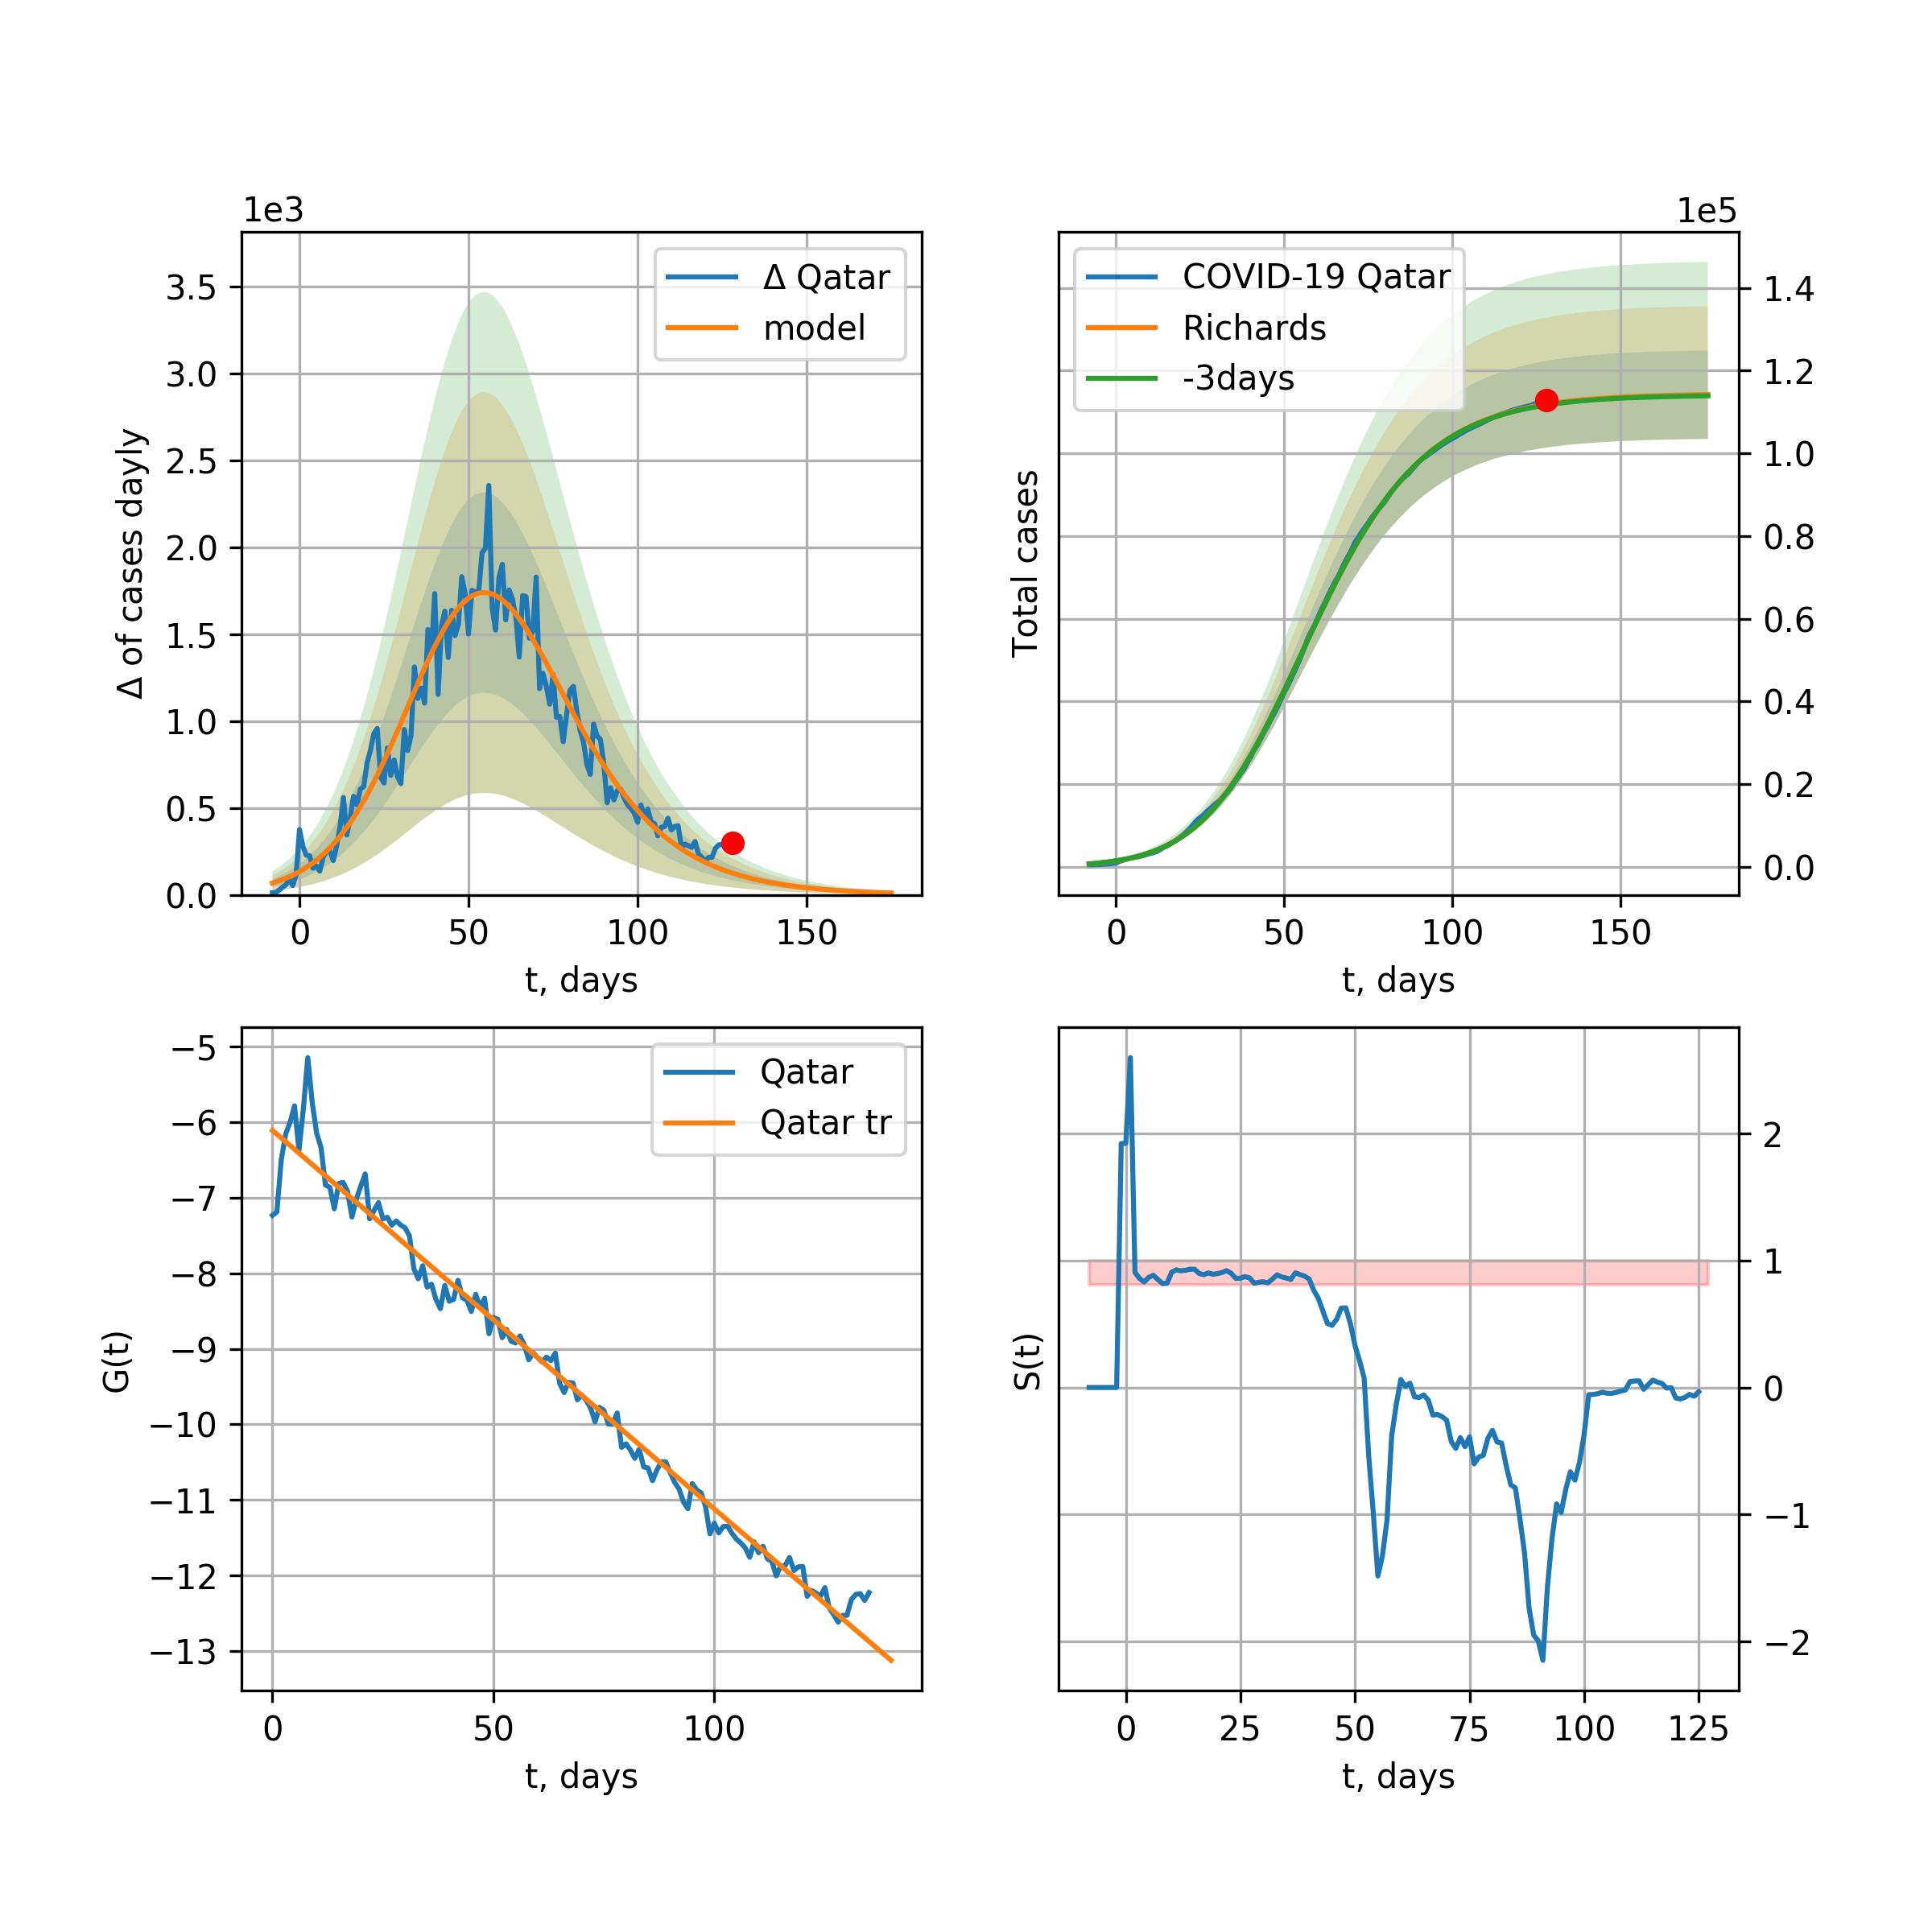 1e3
3.5
3.0
2.5
2.0
1.5
1.0
0.5
0.0
Δ of cases dayly
Δ Qatar
model
0 50 100 150
t, days
1e5
COVID-19 Qatar
Richards
-3days
Total cases
1.4
1.2
1.0
0.8
0.6
0.4
0.2
0.0
0 50 100 150
t, days
−5
−6
−7
−8
−9
−10
−11
−12
−13
G(t)
Qatar
Qatar tr
0 50 100
t, days
S(t)
2
1
0
−1
−2
0 25 50 75 100 125
t, days